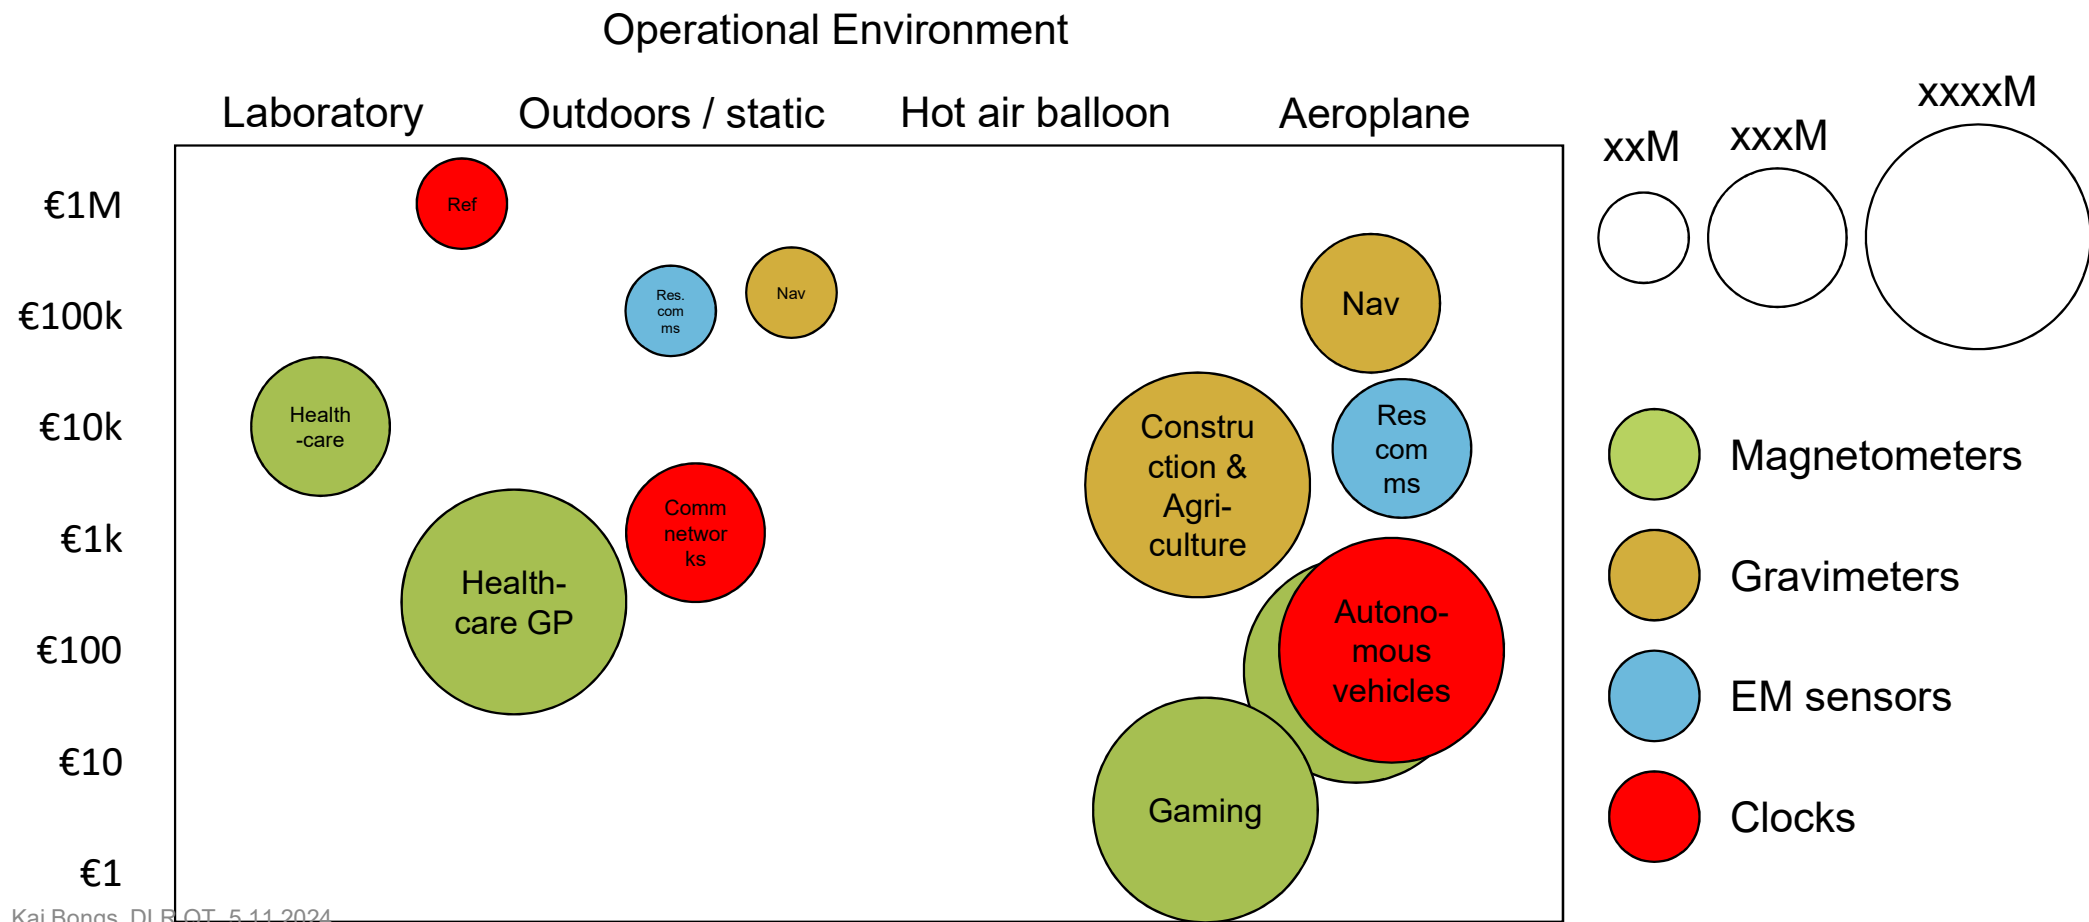 Operational Environment
Laboratory
Outdoors / static
Hot air balloon
Aeroplane
xxM
xxxM
xxxxM
€1M
€100k
€10k
€1k
€100
€10
€1
Ref
Res.
com
ms
Nav
Nav
Health
-care
Constru
ction &
Agri-
culture
Res
com
ms
Comm
networ
ks
Health-
care GP
Autono-
mous
vehicles
Gaming
Magnetometers
Gravimeters
EM sensors
Clocks
Kai Bongs, DLR QT, 5.11.2024